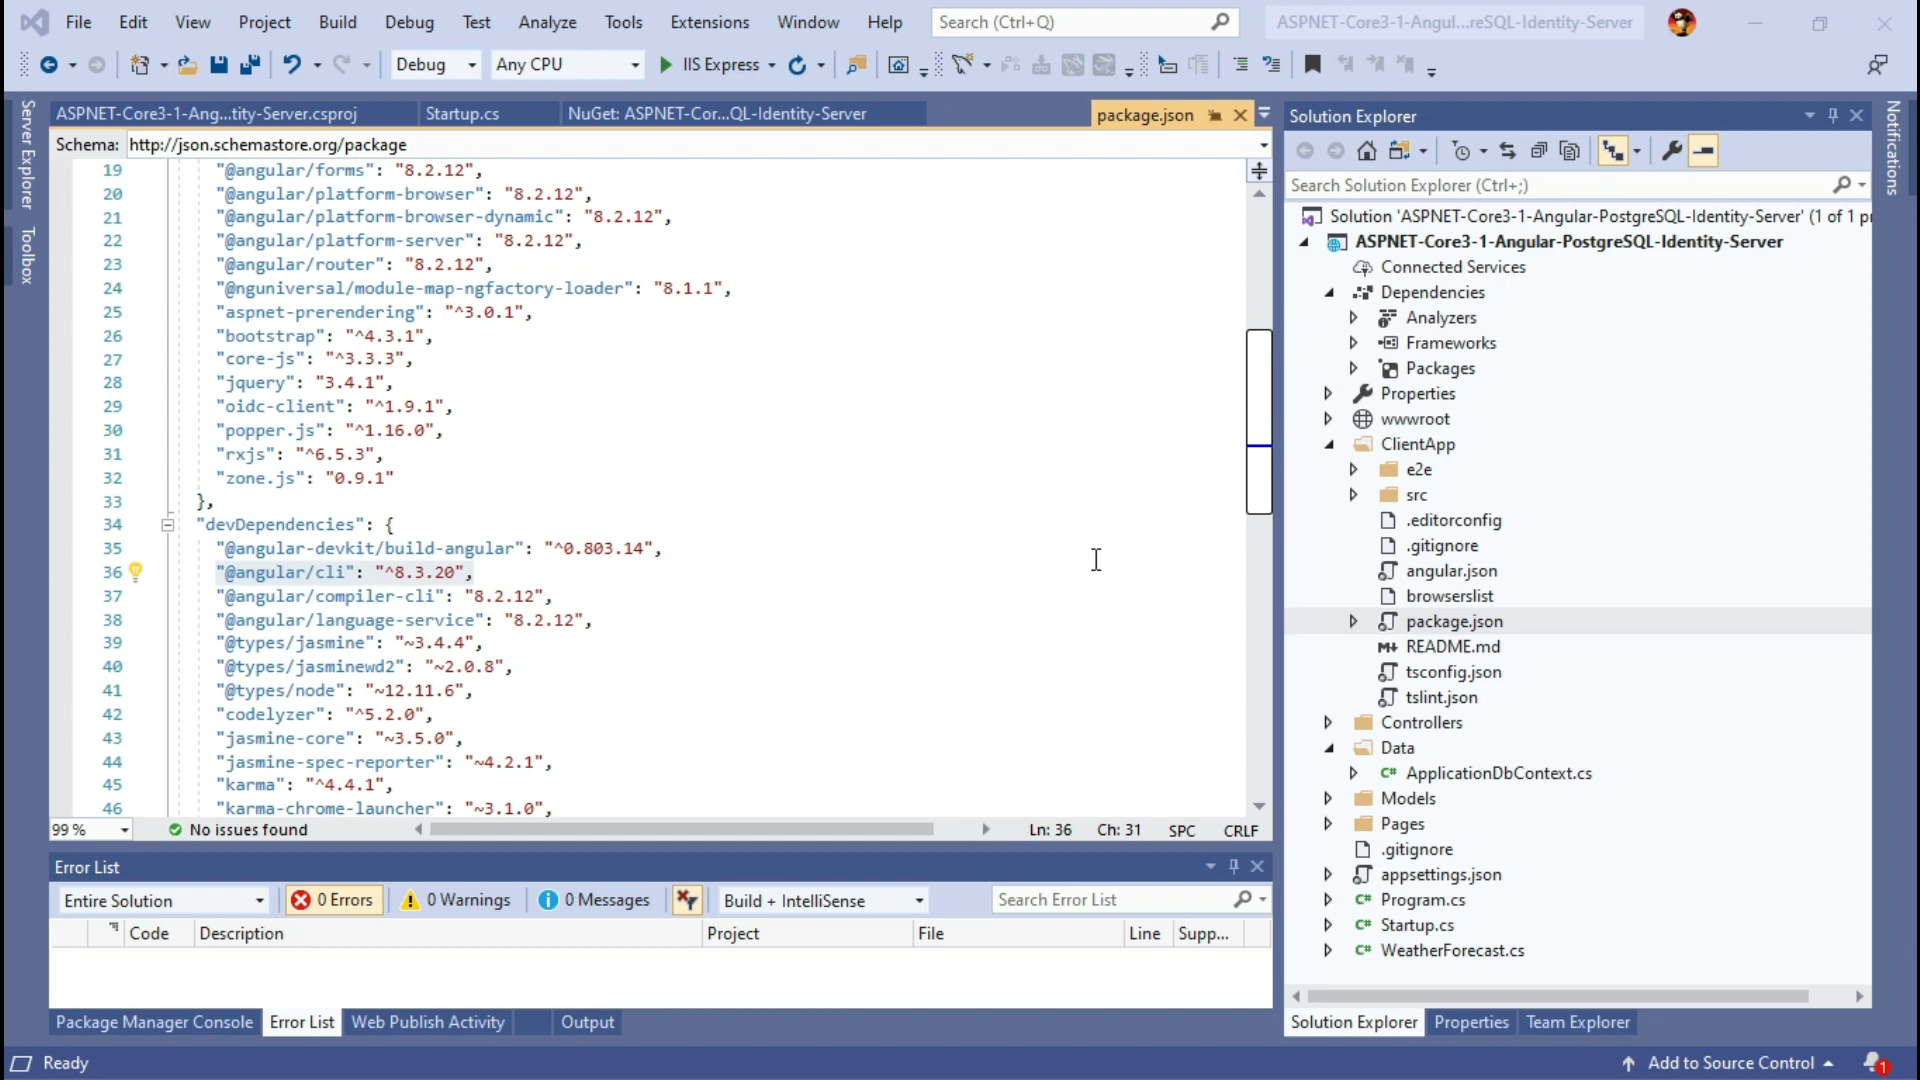 File Edit View Project Build Debug Test Analyze Tools Extensions Window Help Search (Ctrl+Q) ASPNET-Core3-1-Angul...reSQL-Identity-Server
Debug Any CPU IIS Express
Server Explorer
Toolbox
ASPNET-Core3-1-Ang...tity-Server.csproj Startup.cs NuGet: ASPNET-Cor...QL-Identity-Server package.json
Schema: http://json.schemastore.org/package
19 "@angular/forms": "8.2.12",
20 "@angular/platform-browser": "8.2.12",
21 "@angular/platform-browser-dynamic": "8.2.12",
22 "@angular/platform-server": "8.2.12",
23 "@angular/router": "8.2.12",
24 "@nguniversal/module-map-ngfactory-loader": "8.1.1",
25 "aspnet-prerendering": "^3.0.1",
26 "bootstrap": "^4.3.1",
27 "core-js": "^3.3.3",
28 "jquery": "3.4.1",
29 "oidc-client": "^1.9.1",
30 "popper.js": "^1.16.0",
31 "rxjs": "^6.5.3",
32 "zone.js": "0.9.1"
33 },
34 "devDependencies": {
35 "@angular-devkit/build-angular": "^0.803.14",
36 "@angular/cli": "^8.3.20",
37 "@angular/compiler-cli": "8.2.12",
38 "@angular/language-service": "8.2.12",
39 "@types/jasmine": "~3.4.4",
40 "@types/jasminewd2": "~2.0.8",
41 "@types/node": "~12.11.6",
42 "codelyzer": "^5.2.0",
43 "jasmine-core": "~3.5.0",
44 "jasmine-spec-reporter": "~4.2.1",
45 "karma": "^4.4.1",
46 "karma-chrome-launcher": "~3.1.0",
99 % No issues found Ln: 36 Ch: 31 SPC CRLF
Error List
Entire Solution 0 Errors 0 Warnings 0 Messages Build + IntelliSense Search Error List
Code Description Project File Line Supp...
Package Manager Console Error List Web Publish Activity Output
Solution Explorer
Search Solution Explorer (Ctrl+;)
Solution 'ASPNET-Core3-1-Angular-PostgreSQL-Identity-Server' (1 of 1 pr
ASPNET-Core3-1-Angular-PostgreSQL-Identity-Server
Connected Services
Dependencies
Analyzers
Frameworks
Packages
Properties
wwwroot
ClientApp
e2e
src
.editorconfig
.gitignore
angular.json
browserslist
package.json
README.md
tsconfig.json
tslint.json
Controllers
Data
C# ApplicationDbContext.cs
Models
Pages
.gitignore
appsettings.json
C# Program.cs
C# Startup.cs
C# WeatherForecast.cs
Solution Explorer Properties Team Explorer
Notifications
Ready Add to Source Control 1